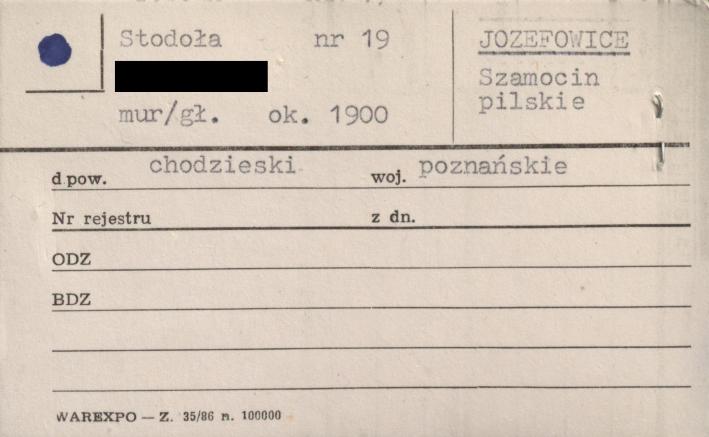 Stodoła nr 19
mur/gł. ok. 1900
JOZEFOWICE
Szamocin
pilskie
d pow. chodzieski woj. poznańskie
Nr rejestru z dn.
ODZ
BDZ
WAREXPO — Z. 35/86 n. 100000